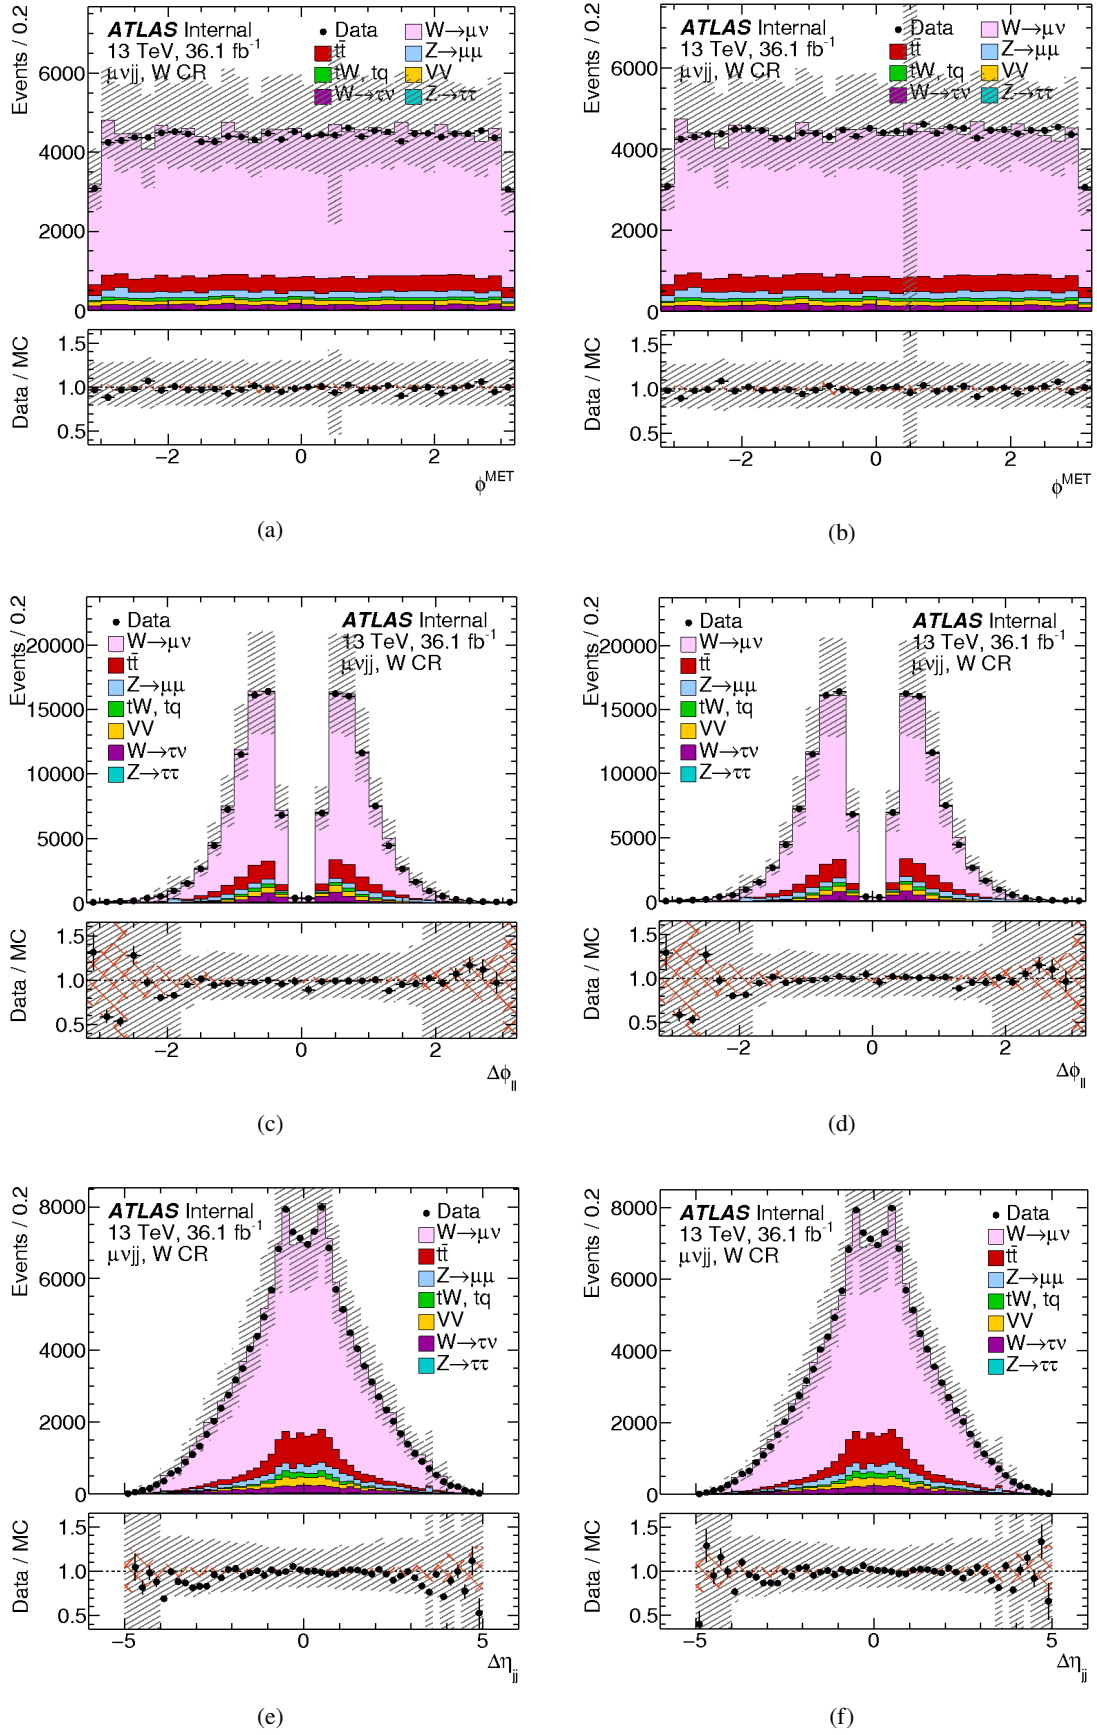 Events / 0.2
ATLAS Internal
13 TeV, 36.1 fb⁻¹
μνjj, W CR
Data
tt̄
tW, tq
W→τν
W→μν
Z→μμ
VV
Z→ττ
6000
4000
2000
0
Data / MC
1.5
1.0
0.5
−2 0 2
ϕ^MET
(a)
Events / 0.2
ATLAS Internal
13 TeV, 36.1 fb⁻¹
μνjj, W CR
Data
tt̄
tW, tq
W→τν
W→μν
Z→μμ
VV
Z→ττ
6000
4000
2000
0
Data / MC
1.5
1.0
0.5
−2 0 2
ϕ^MET
(b)
Events / 0.2
Data
W→μν
tt̄
Z→μμ
tW, tq
VV
W→τν
Z→ττ
ATLAS Internal
13 TeV, 36.1 fb⁻¹
μνjj, W CR
20000
15000
10000
5000
0
Data / MC
1.5
1.0
0.5
−2 0 2
Δϕ_ll
(c)
Events / 0.2
Data
W→μν
tt̄
Z→μμ
tW, tq
VV
W→τν
Z→ττ
ATLAS Internal
13 TeV, 36.1 fb⁻¹
μνjj, W CR
20000
15000
10000
5000
0
Data / MC
1.5
1.0
0.5
−2 0 2
Δϕ_ll
(d)
Events / 0.2
ATLAS Internal
13 TeV, 36.1 fb⁻¹
μνjj, W CR
Data
W→μν
tt̄
Z→μμ
tW, tq
VV
W→τν
Z→ττ
8000
6000
4000
2000
0
Data / MC
1.5
1.0
0.5
−5 0 5
Δη_jj
(e)
Events / 0.2
ATLAS Internal
13 TeV, 36.1 fb⁻¹
μνjj, W CR
Data
W→μν
tt̄
Z→μμ
tW, tq
VV
W→τν
Z→ττ
8000
6000
4000
2000
0
Data / MC
1.5
1.0
0.5
−5 0 5
Δη_jj
(f)